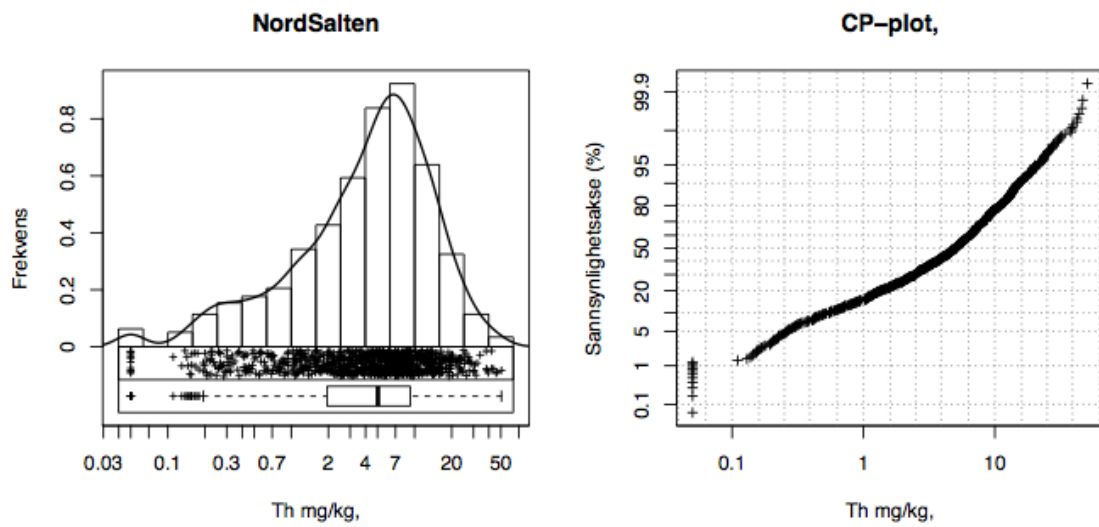 NordSalten
Frekvens
0.8
0.6
0.4
0.2
0
0.03 0.1 0.3 0.7 2 4 7 20 50
Th mg/kg,
CP−plot,
Sannsynlighetsakse (%)
99.9
95
80
50
20
5
1
0.1
0.1 1 10
Th mg/kg,